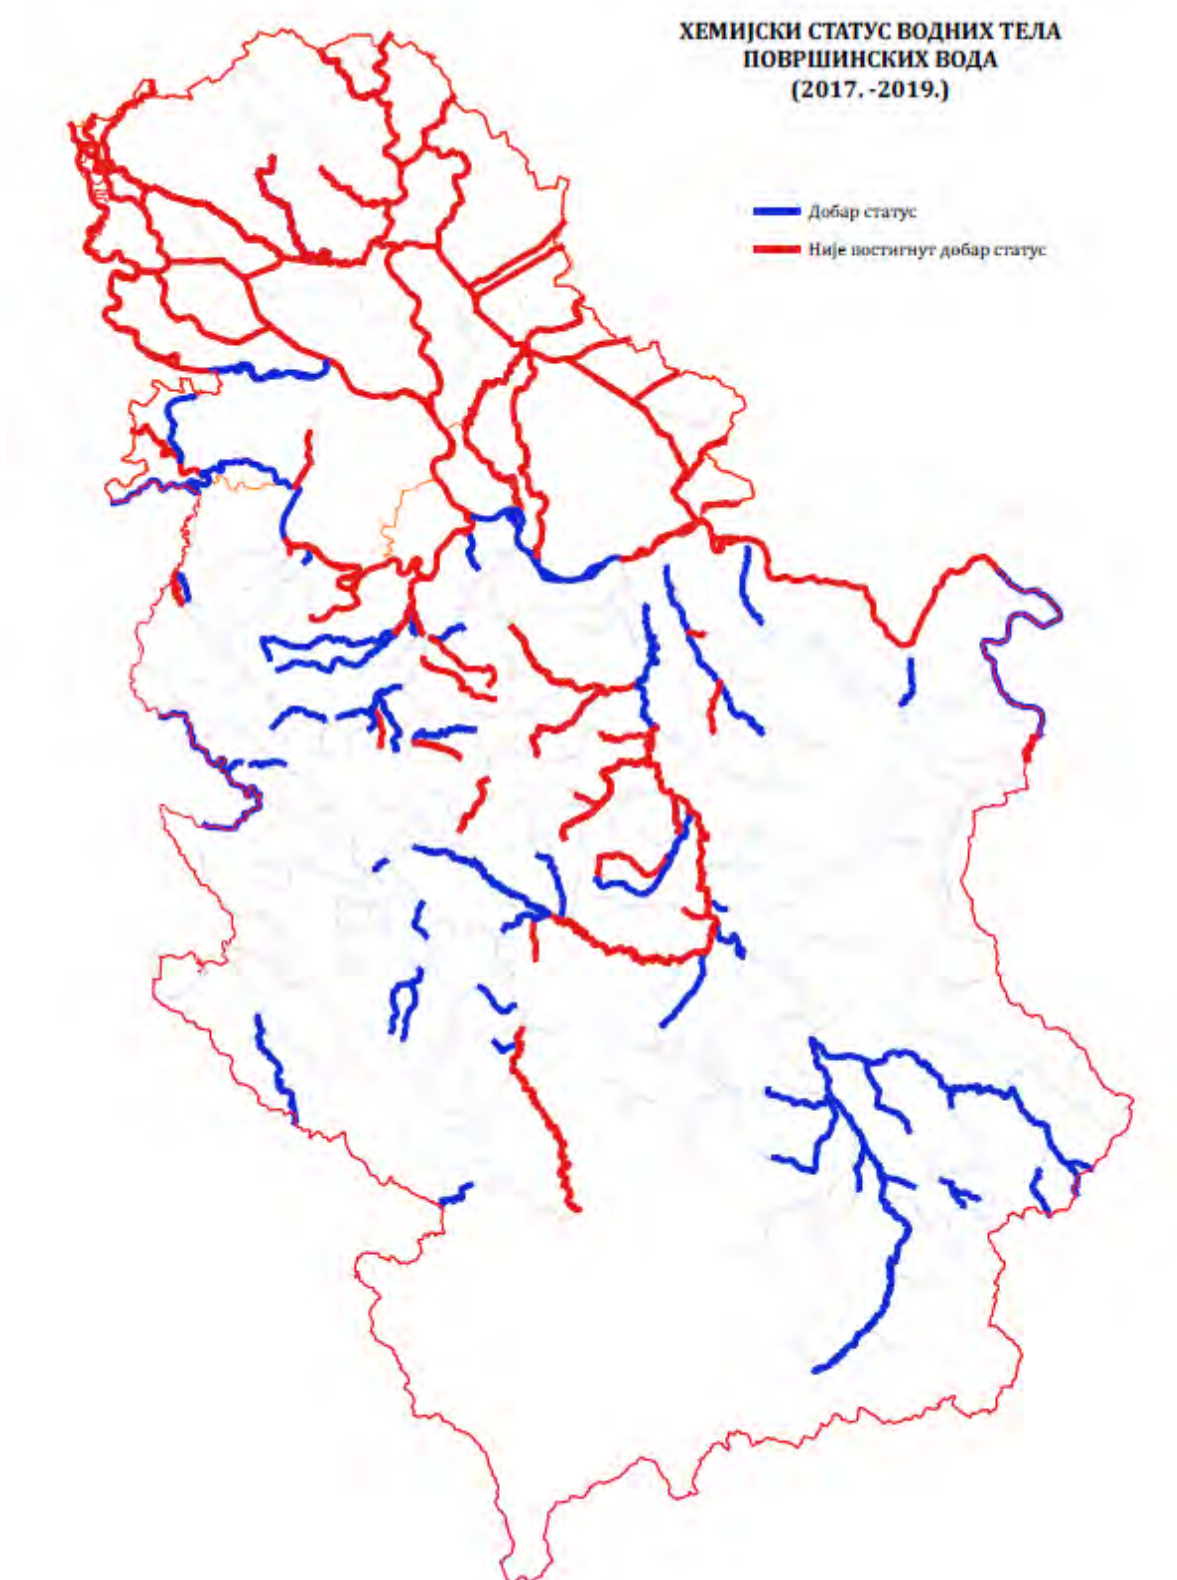 ХЕМИЈСКИ СТАТУС ВОДНИХ ТЕЛА
ПОВРШИНСКИХ ВОДА
(2017. -2019.)
Добар статус
Није постигнут добар статус